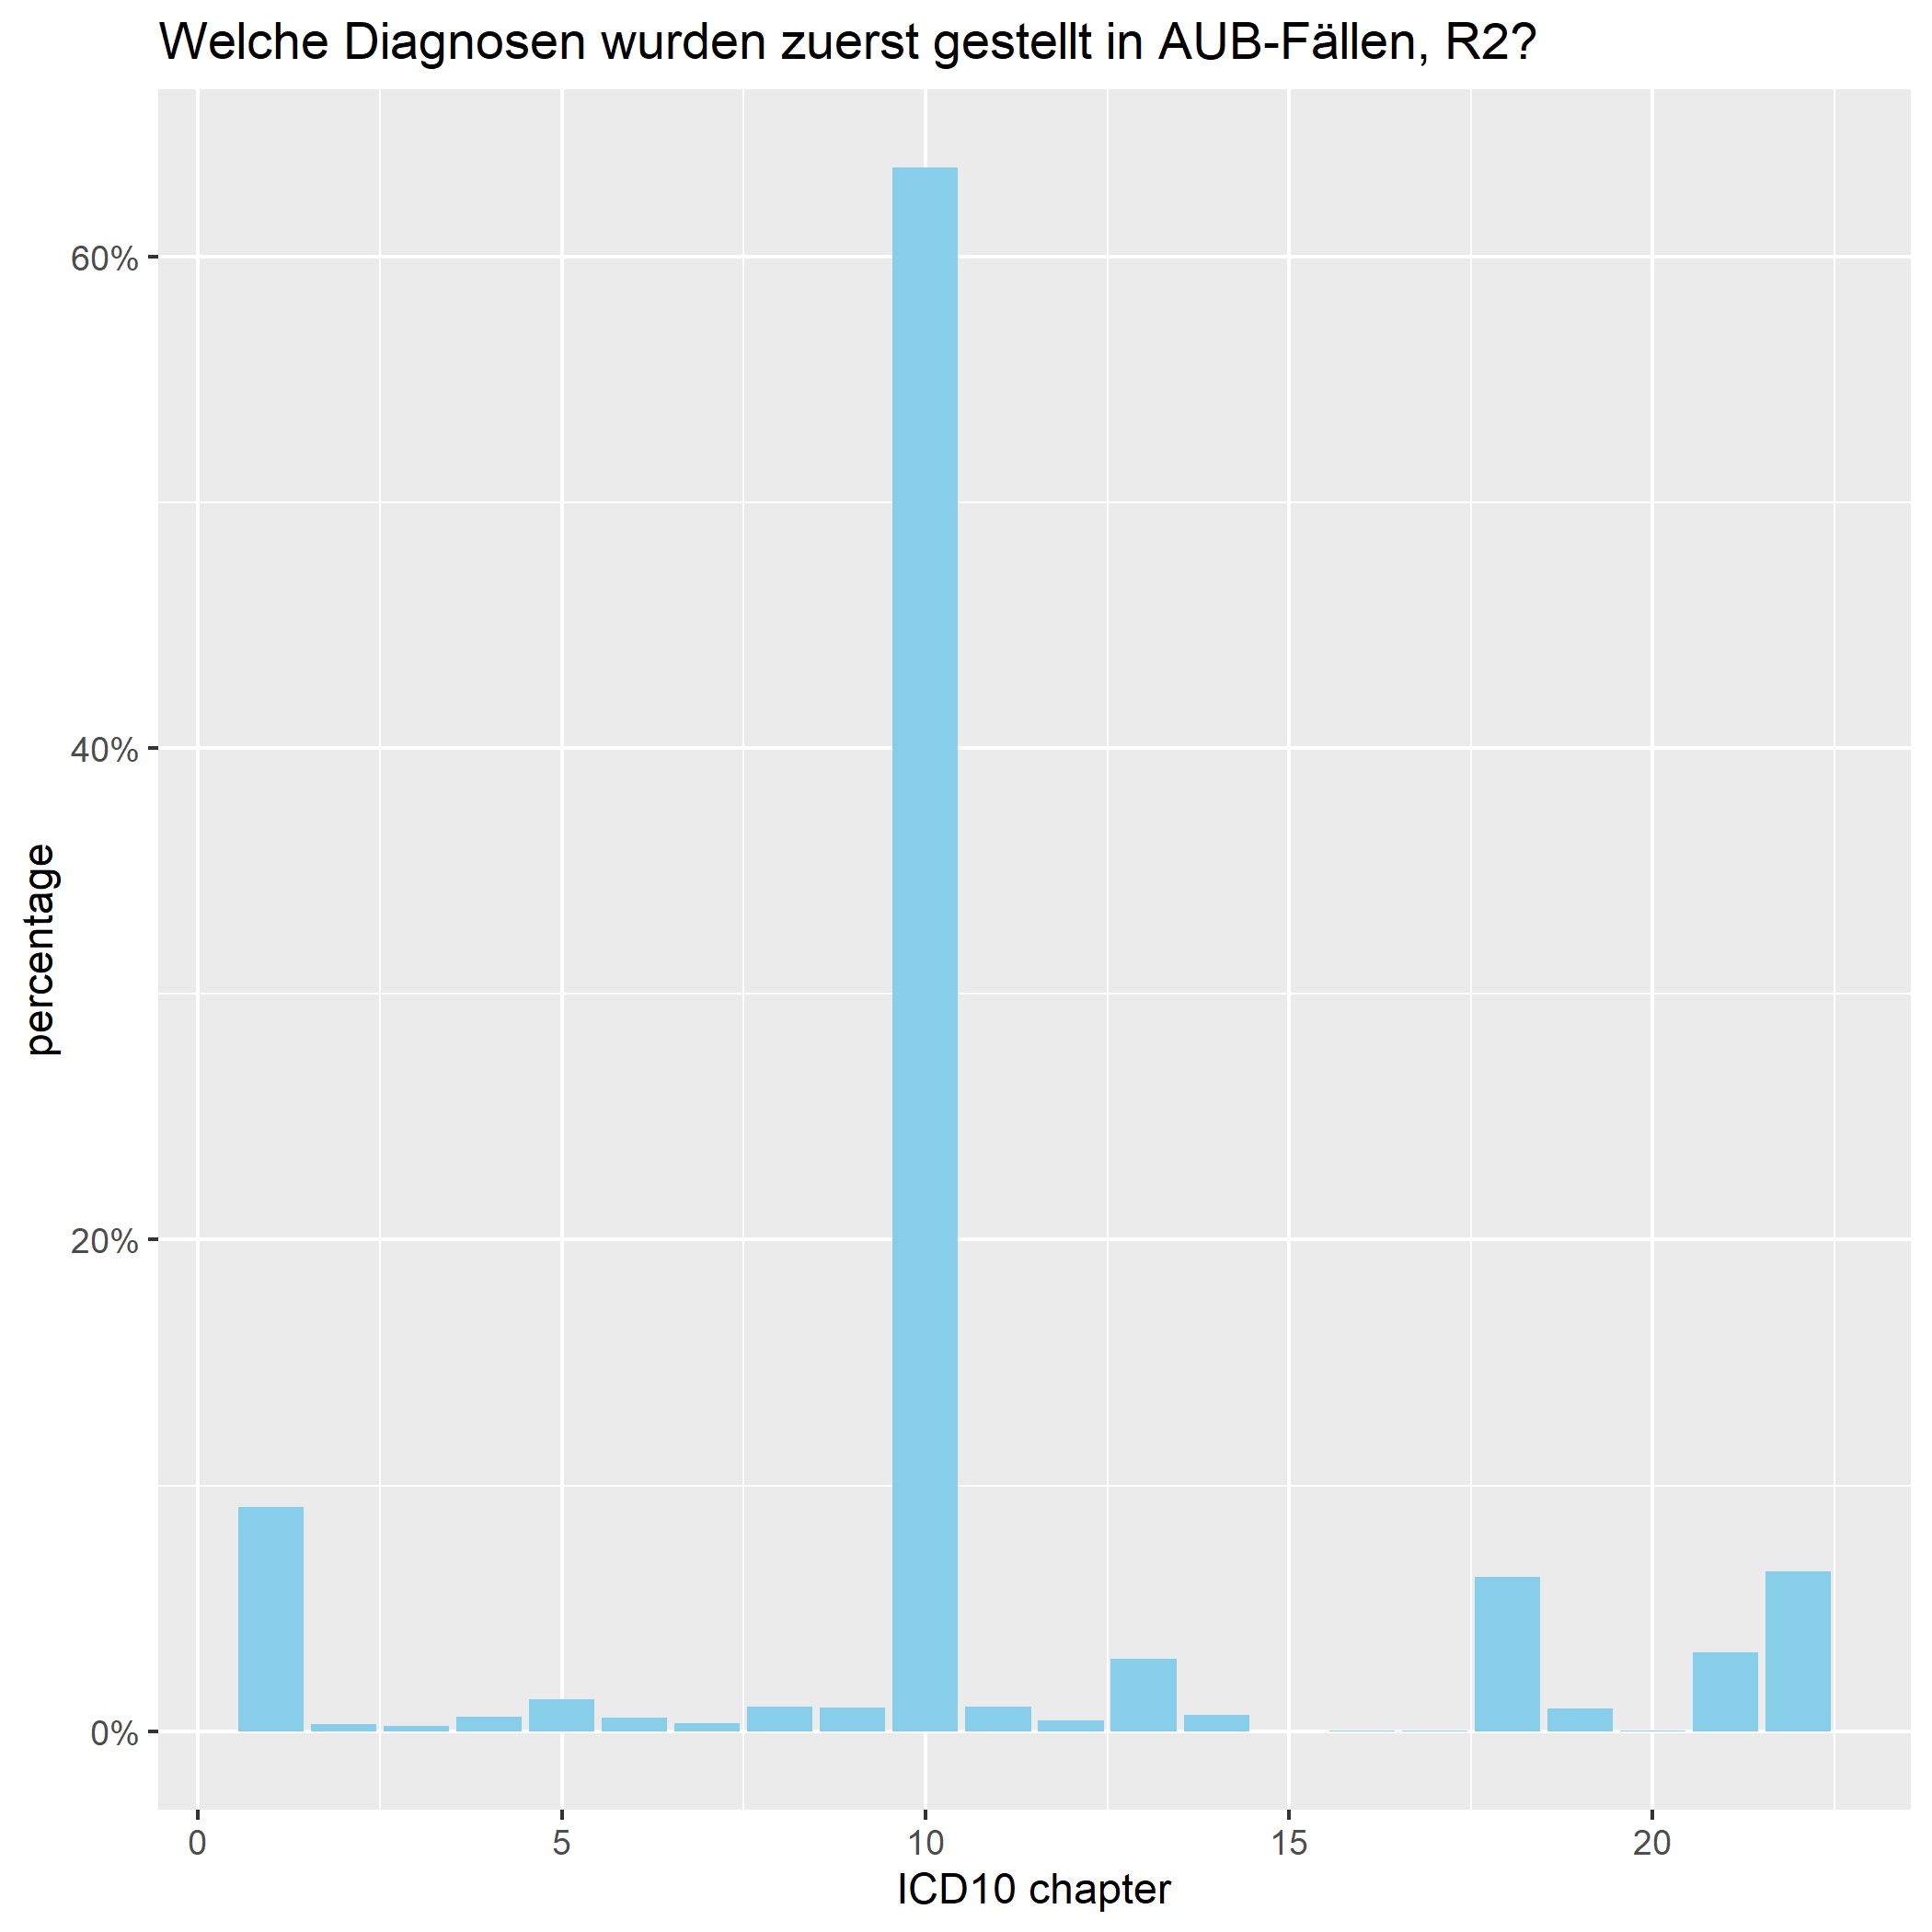 Welche Diagnosen wurden zuerst gestellt in AUB-Fällen, R2?
60%
40%
20%
0%
percentage
0 5 10 15 20
ICD10 chapter